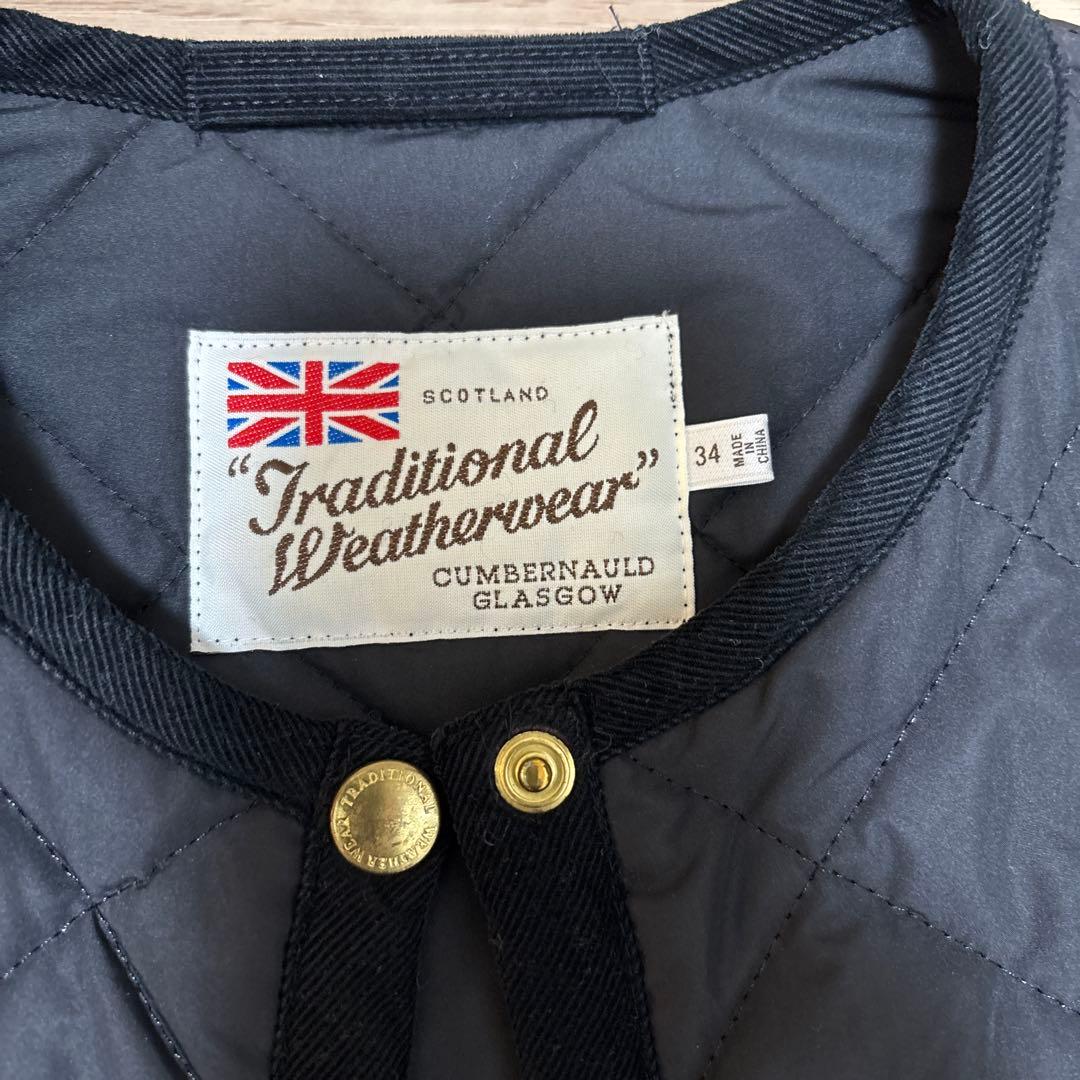 SCOTLAND
"Traditional
Weatherwear"
CUMBERNAULD
GLASGOW
34
MADE
IN
CHINA
TRADITIONAL WEATHERWEAR